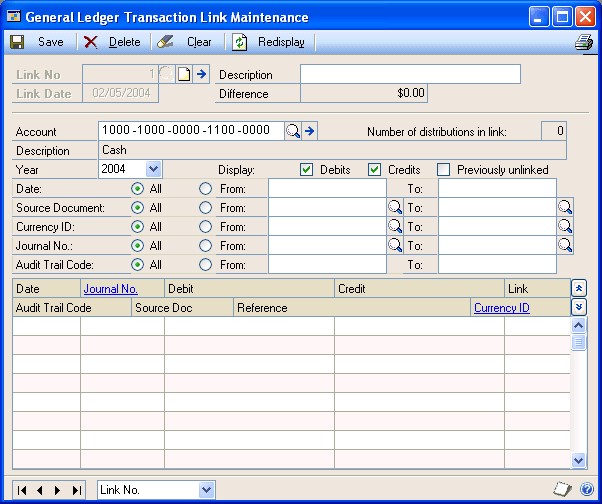 General Ledger Transaction Link Maintenance
Save Delete Clear Redisplay
Link No 1 Description
Link Date 02/05/2004 Difference $0.00
Account 1000 -1000 -0000 -1100 -0000 Number of distributions in link: 0
Description Cash
Year 2004 Display: Debits Credits Previously unlinked
Date: All From: To:
Source Document: All From: To:
Currency ID: All From: To:
Journal No.: All From: To:
Audit Trail Code: All From: To:
Date Journal No. Debit Credit Link
Audit Trail Code Source Doc Reference Currency ID
Link No.